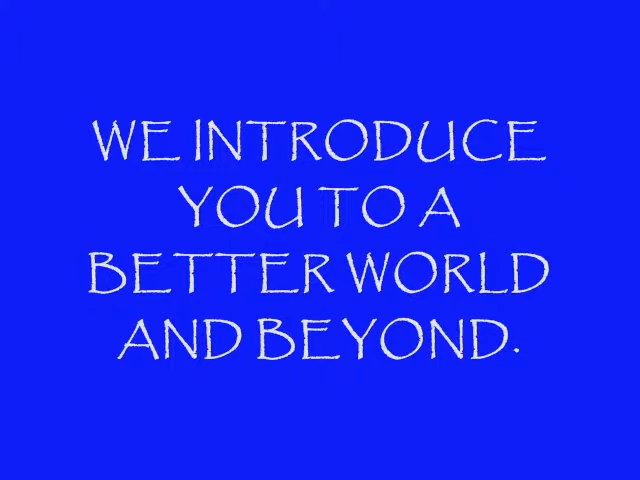 WE INTRODUCE
YOU TO A
BETTER WORLD
AND BEYOND.